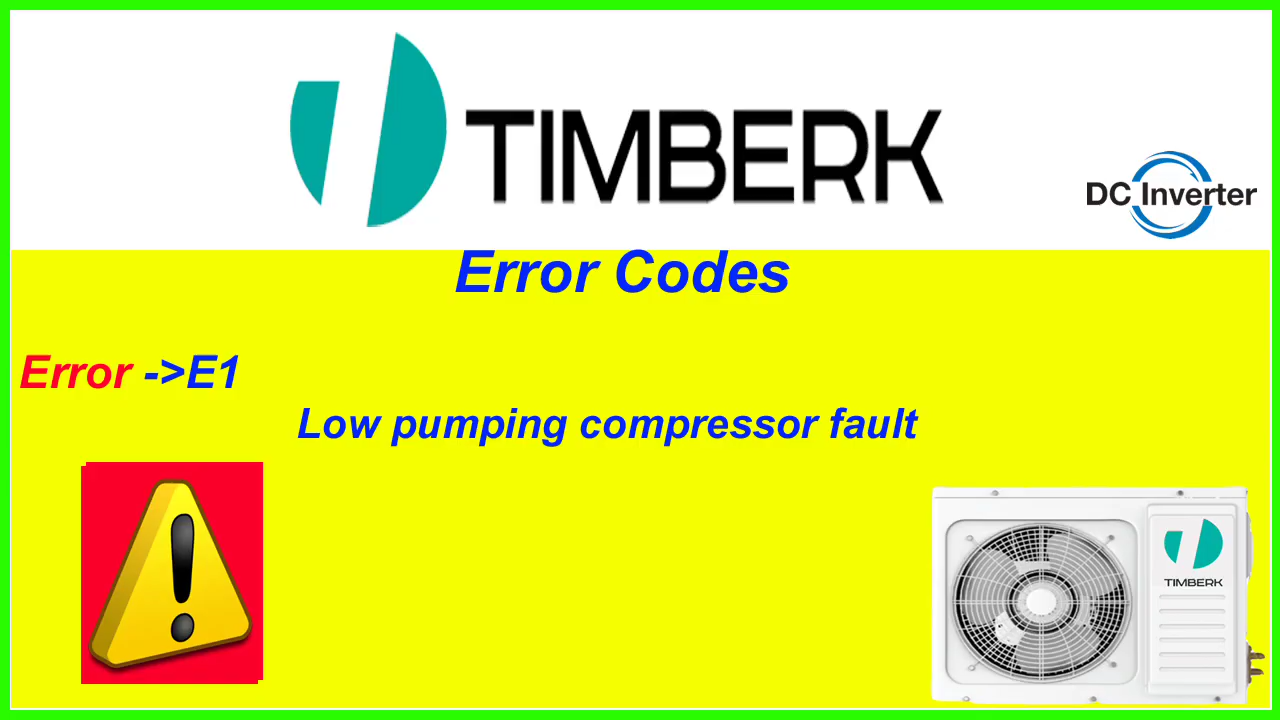 TIMBERK
DC Inverter
Error Codes
Error ->E1
Low pumping compressor fault
TIMBERK